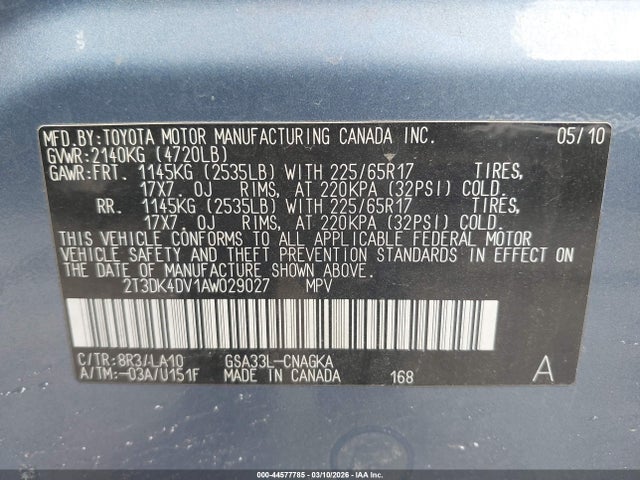 MFD.BY:TOYOTA MOTOR MANUFACTURING CANADA INC. 05/10
GVWR:2140KG (4720LB)
GAWR:FRT. 1145KG (2535LB) WITH 225/65R17 TIRES,
17X7.0J RIMS, AT 220KPA (32PSI) COLD.
RR. 1145KG (2535LB) WITH 225/65R17 TIRES,
17X7.0J RIMS, AT 220KPA (32PSI) COLD.
THIS VEHICLE CONFORMS TO ALL APPLICABLE FEDERAL MOTOR
VEHICLE SAFETY AND THEFT PREVENTION STANDARDS IN EFFECT ON THE
DATE OF MANUFACTURE SHOWN ABOVE.
2T3DK4DV1AW029027 MPV
C/TR:8R3/LA10 GSA33L-CNAGKA
A/TM:-03A/U151F MADE IN CANADA 168 A
000-44577785 - 03/10/2026 - IAA Inc.